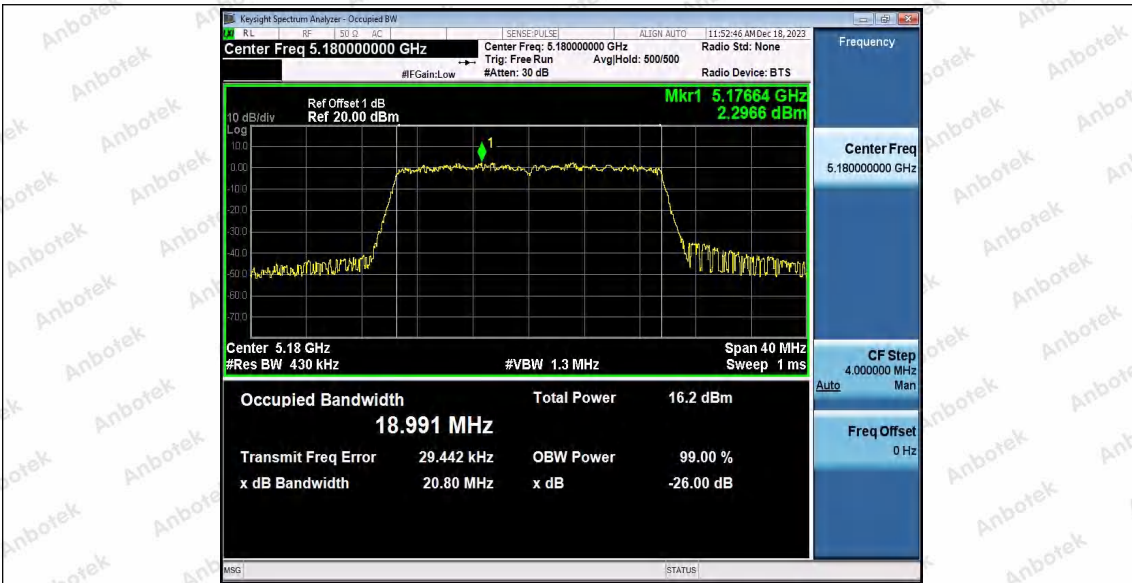 Keysight Spectrum Analyzer - Occupied BW
RL RF 50 Ω AC SENSE:PULSE ALIGN AUTO 11:52:46 AM Dec 18, 2023
Center Freq 5.180000000 GHz Center Freq: 5.180000000 GHz Radio Std: None
Trig: Free Run Avg|Hold: 500/500
#IFGain:Low #Atten: 30 dB Radio Device: BTS
Mkr1 5.17664 GHz
2.2966 dBm
Ref Offset 1 dB
10 dB/div Ref 20.00 dBm
Log
10.0
0.00
-10.0
-20.0
-30.0
-40.0
-50.0
-60.0
-70.0
1
Center 5.18 GHz Span 40 MHz
#Res BW 430 kHz #VBW 1.3 MHz Sweep 1 ms
Occupied Bandwidth Total Power 16.2 dBm
18.991 MHz
Transmit Freq Error 29.442 kHz OBW Power 99.00 %
x dB Bandwidth 20.80 MHz x dB -26.00 dB
MSG STATUS
Frequency
Center Freq
5.180000000 GHz
CF Step
4.000000 MHz
Auto Man
Freq Offset
0 Hz
Anbotek